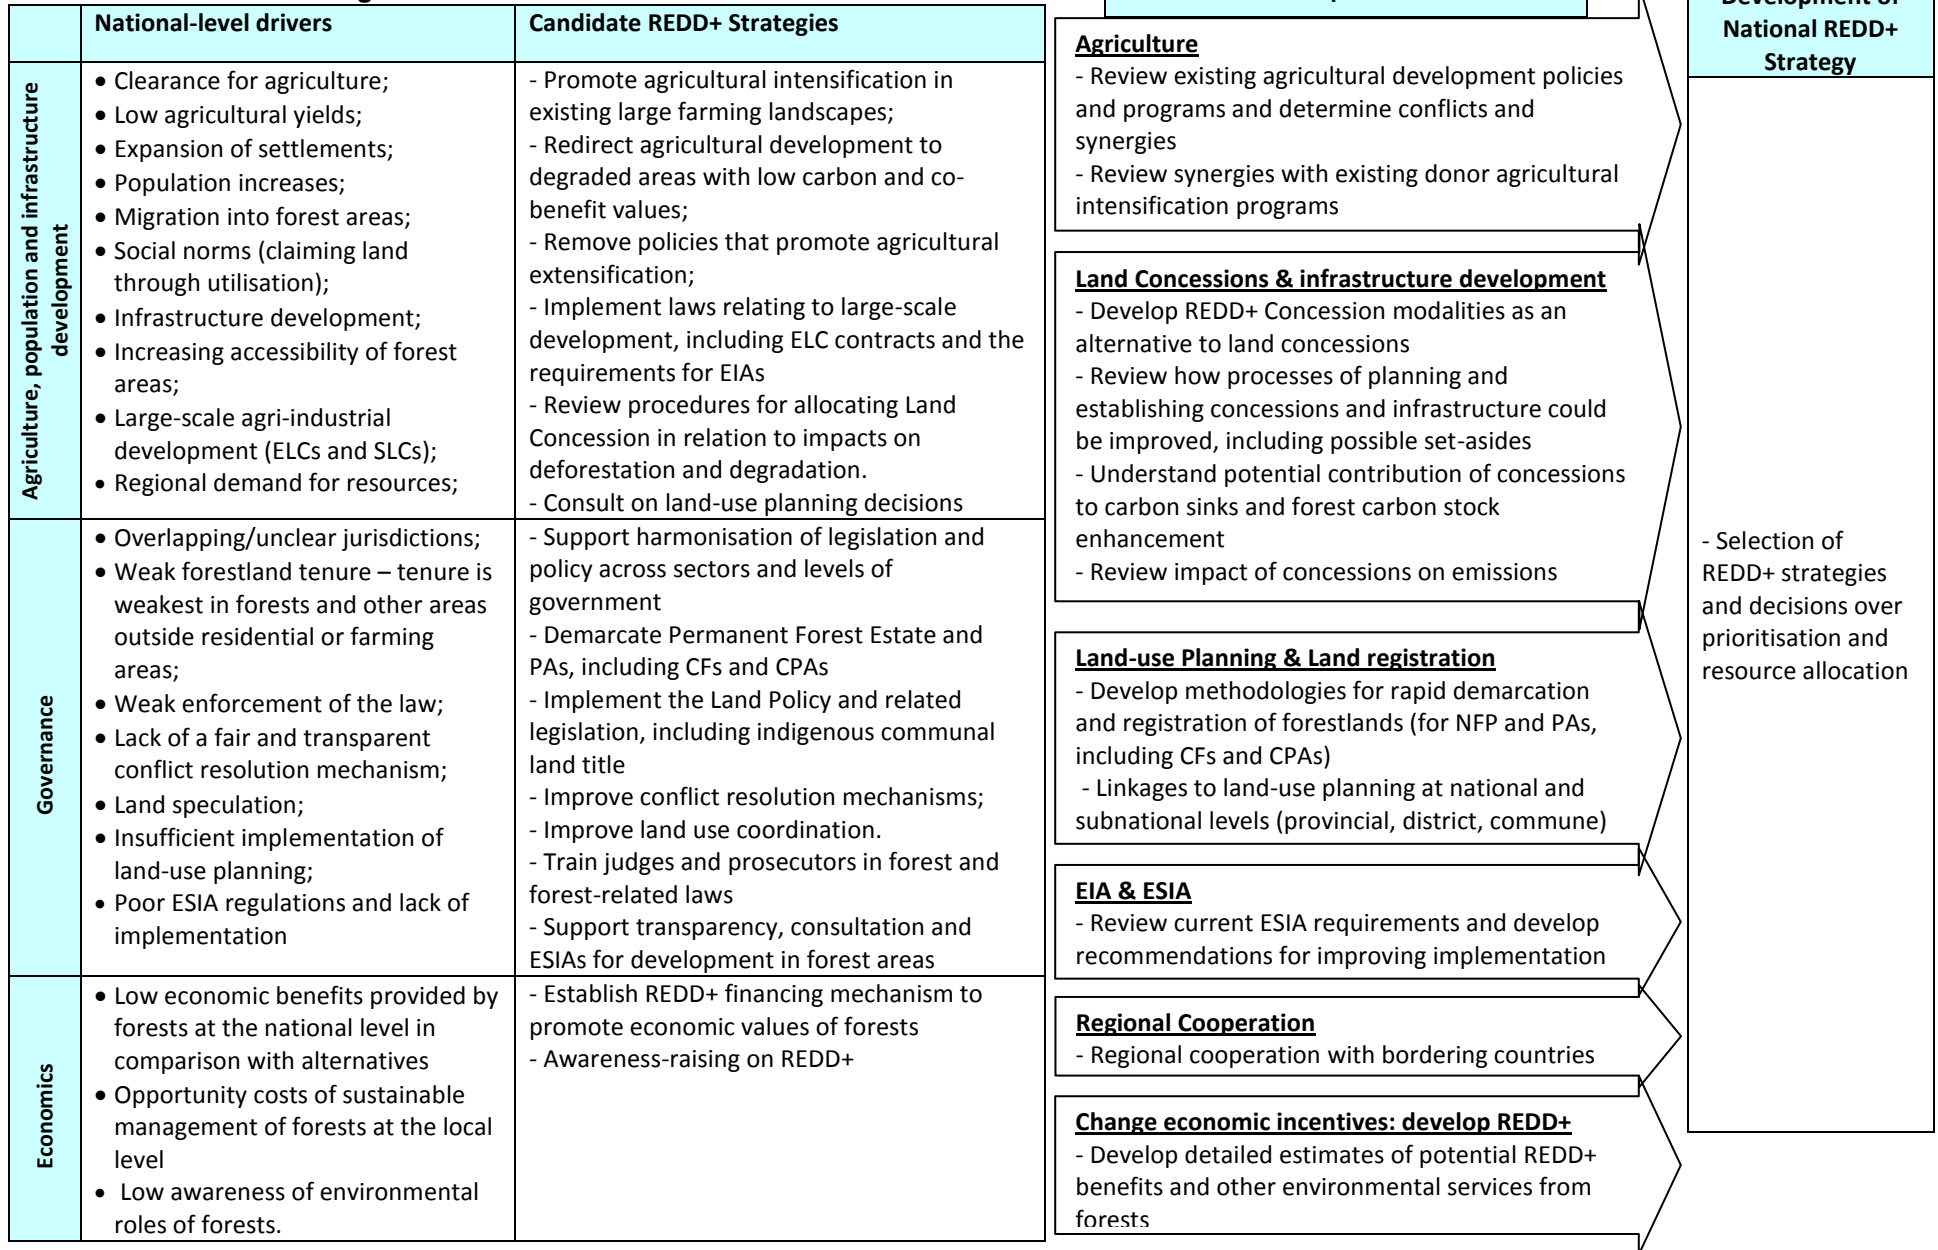 National-level drivers
Candidate REDD+ Strategies
Agriculture, population and infrastructure
development
• Clearance for agriculture;
• Low agricultural yields;
• Expansion of settlements;
• Population increases;
• Migration into forest areas;
• Social norms (claiming land
through utilisation);
• Infrastructure development;
• Increasing accessibility of forest
areas;
• Large-scale agri-industrial
development (ELCs and SLCs);
• Regional demand for resources;
- Promote agricultural intensification in
existing large farming landscapes;
- Redirect agricultural development to
degraded areas with low carbon and co-
benefit values;
- Remove policies that promote agricultural
extensification;
- Implement laws relating to large-scale
development, including ELC contracts and the
requirements for EIAs
- Review procedures for allocating Land
Concession in relation to impacts on
deforestation and degradation.
- Consult on land-use planning decisions
Governance
• Overlapping/unclear jurisdictions;
• Weak forestland tenure – tenure is
weakest in forests and other areas
outside residential or farming
areas;
• Weak enforcement of the law;
• Lack of a fair and transparent
conflict resolution mechanism;
• Land speculation;
• Insufficient implementation of
land-use planning;
• Poor ESIA regulations and lack of
implementation
- Support harmonisation of legislation and
policy across sectors and levels of
government
- Demarcate Permanent Forest Estate and
PAs, including CFs and CPAs
- Implement the Land Policy and related
legislation, including indigenous communal
land title
- Improve conflict resolution mechanisms;
- Improve land use coordination.
- Train judges and prosecutors in forest and
forest-related laws
- Support transparency, consultation and
ESIAs for development in forest areas
Economics
• Low economic benefits provided by
forests at the national level in
comparison with alternatives
• Opportunity costs of sustainable
management of forests at the local
level
• Low awareness of environmental
roles of forests.
- Establish REDD+ financing mechanism to
promote economic values of forests
- Awareness-raising on REDD+
Agriculture
- Review existing agricultural development policies
and programs and determine conflicts and
synergies
- Review synergies with existing donor agricultural
intensification programs
Land Concessions & infrastructure development
- Develop REDD+ Concession modalities as an
alternative to land concessions
- Review how processes of planning and
establishing concessions and infrastructure could
be improved, including possible set-asides
- Understand potential contribution of concessions
to carbon sinks and forest carbon stock
enhancement
- Review impact of concessions on emissions
Land-use Planning & Land registration
- Develop methodologies for rapid demarcation
and registration of forestlands (for NFP and PAs,
including CFs and CPAs)
- Linkages to land-use planning at national and
subnational levels (provincial, district, commune)
EIA & ESIA
- Review current ESIA requirements and develop
recommendations for improving implementation
Regional Cooperation
- Regional cooperation with bordering countries
Change economic incentives: develop REDD+
- Develop detailed estimates of potential REDD+
benefits and other environmental services from
forests
Development of
National REDD+
Strategy
- Selection of
REDD+ strategies
and decisions over
prioritisation and
resource allocation